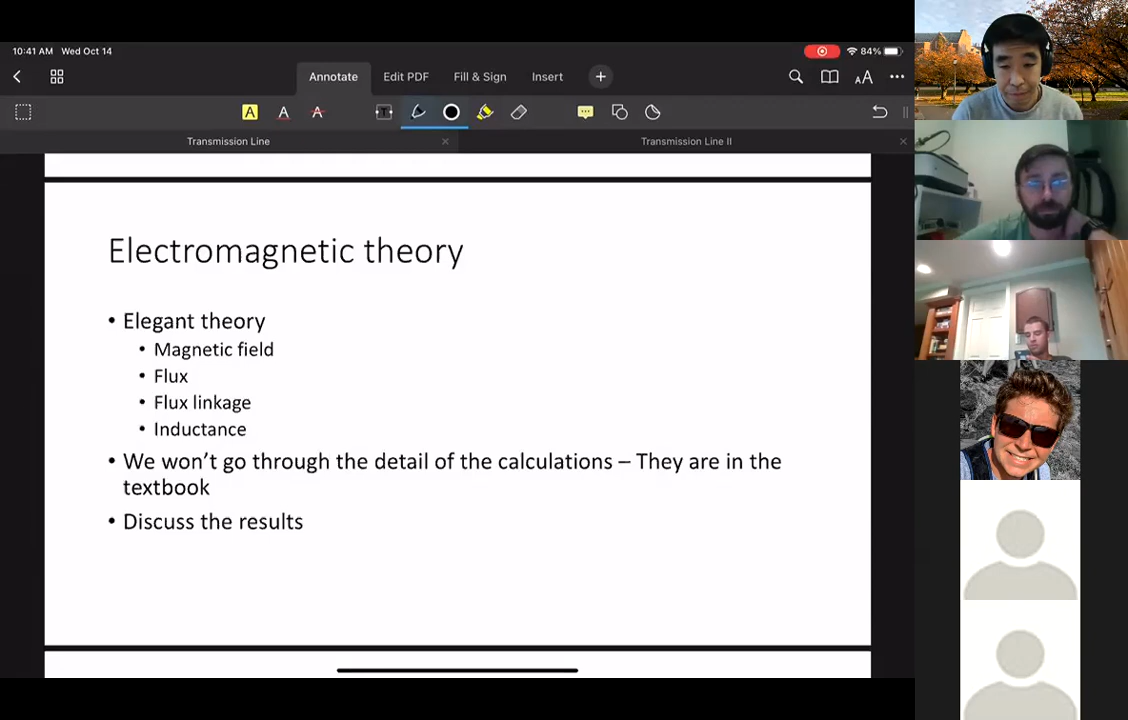 10:41 AM Wed Oct 14
84%
Annotate Edit PDF Fill & Sign Insert
AA
A A A T
Transmission Line Transmission Line II
Electromagnetic theory
• Elegant theory
• Magnetic field
• Flux
• Flux linkage
• Inductance
• We won’t go through the detail of the calculations – They are in the
textbook
• Discuss the results